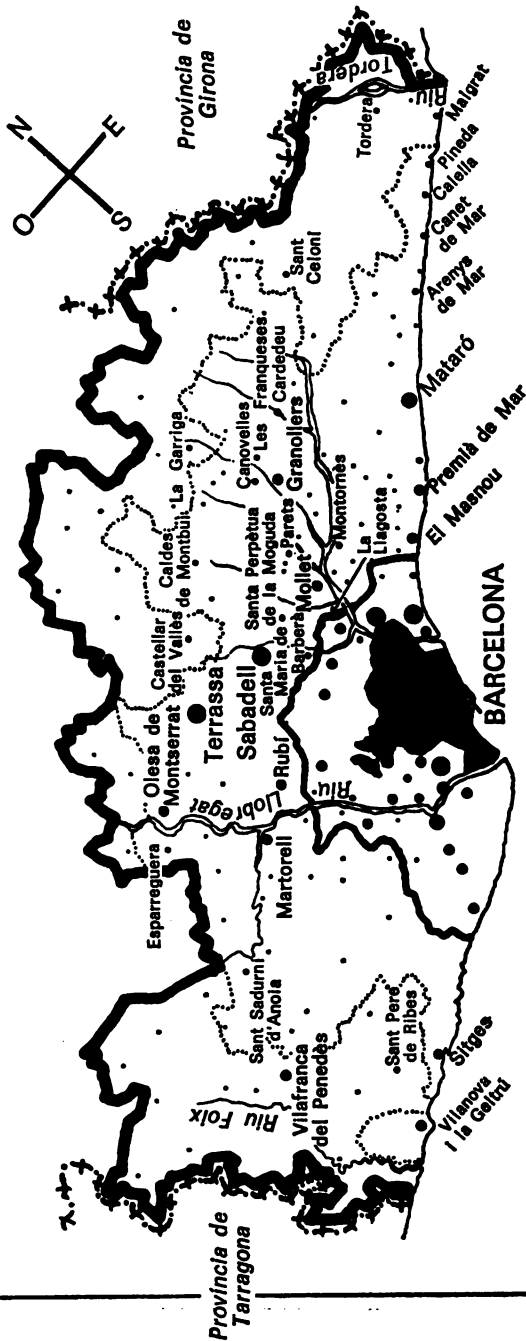 N
O
E
S
Província de
Girona
Riu
Tordera
Tordera
Malgrat
Pineda
Calella
Canet
de Mar
Arenys
de Mar
Sant
Celoni
Mataró
Premià de Mar
El Masnou
La Garriga
Canovelles
Les Franqueses
Cardedeu
Granollers
Caldes
de Montbui
Santa Perpètua
de la Moguda
Parets
Montornès
Mollet
La
Llagosta
Castellar
del Vallès
Santa
Maria de
Barberà
Terrassa
Sabadell
Olesa de
Montserrat
Rubí
Riu
Llobregat
BARCELONA
Esparreguera
Martorell
Sant Sadurní
d'Anoia
Sant Pere
de Ribes
Sitges
Riu Foix
Vilafranca
del Penedès
Vilanova
i la Geltrú
Província de
Tarragona